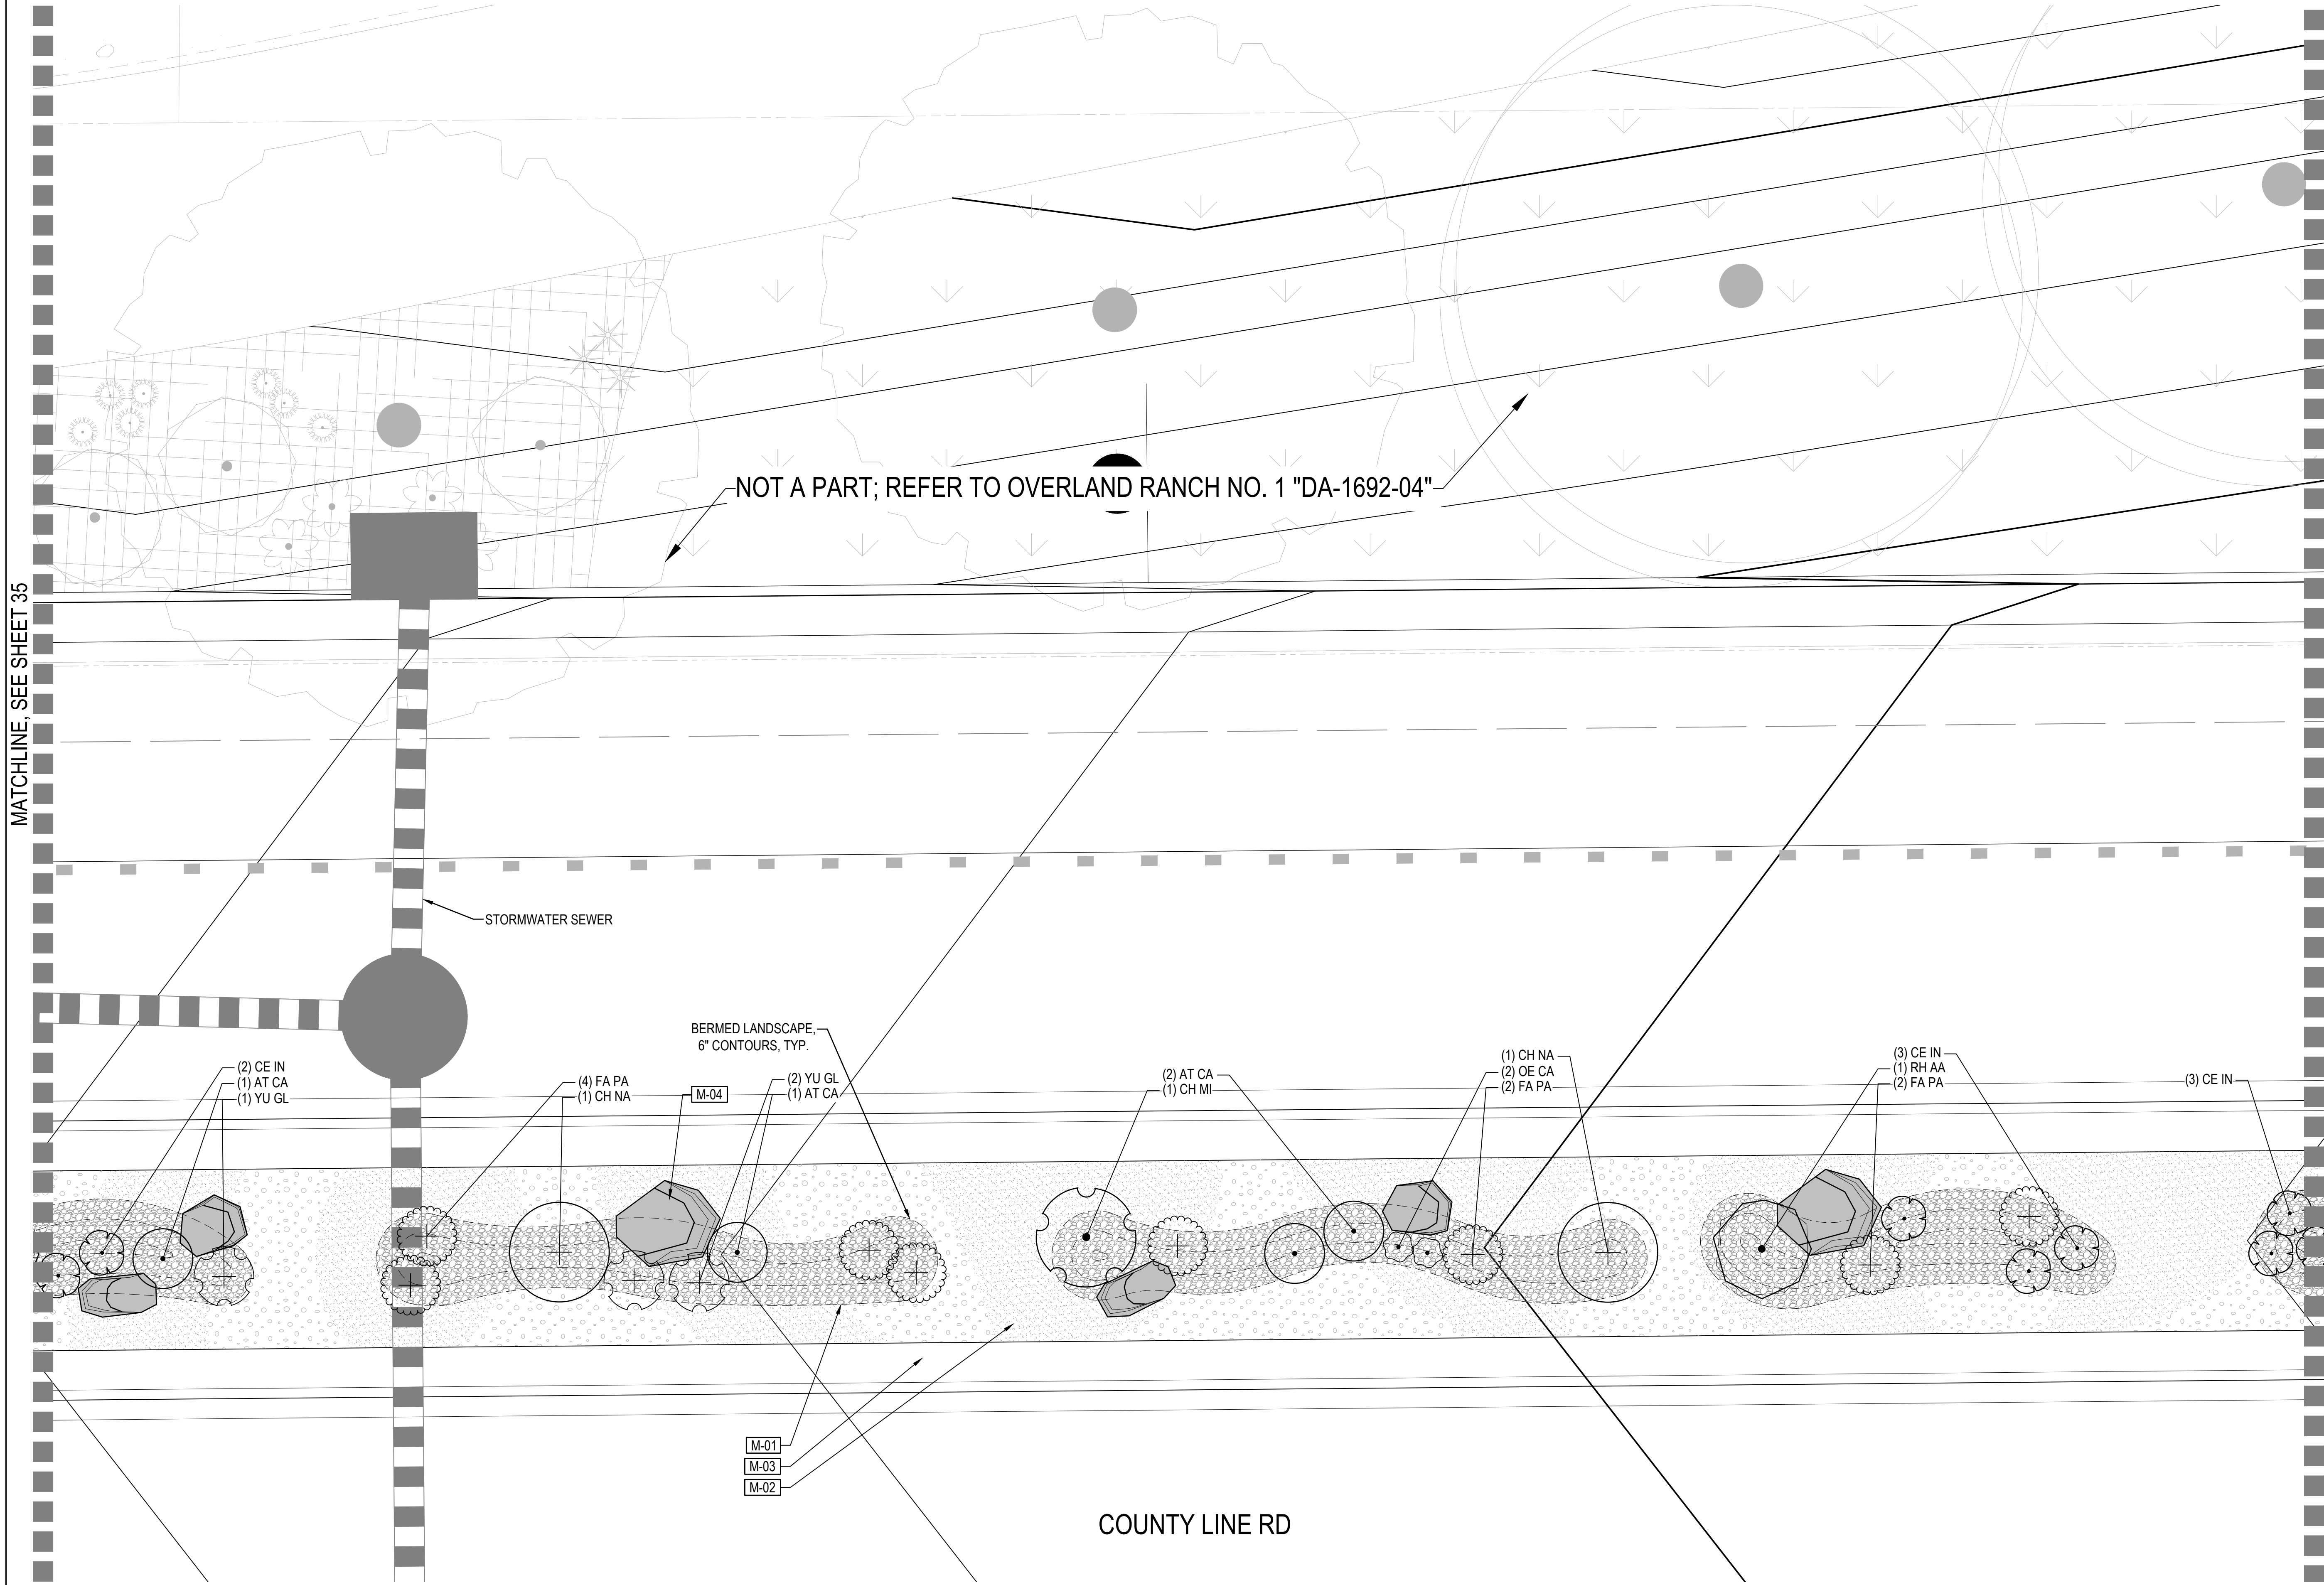 NOT A PART; REFER TO OVERLAND RANCH NO. 1 "DA-1692-04"
MATCHLINE, SEE SHEET 35
STORMWATER SEWER
BERMED LANDSCAPE,
6" CONTOURS, TYP.
(2) CE IN
(1) AT CA
(1) YU GL
(4) FA PA
(1) CH NA
M-04
(2) YU GL
(1) AT CA
(2) AT CA
(1) CH MI
(1) CH NA
(2) OE CA
(2) FA PA
(3) CE IN
(1) RH AA
(2) FA PA
(3) CE IN
M-01
M-03
M-02
COUNTY LINE RD